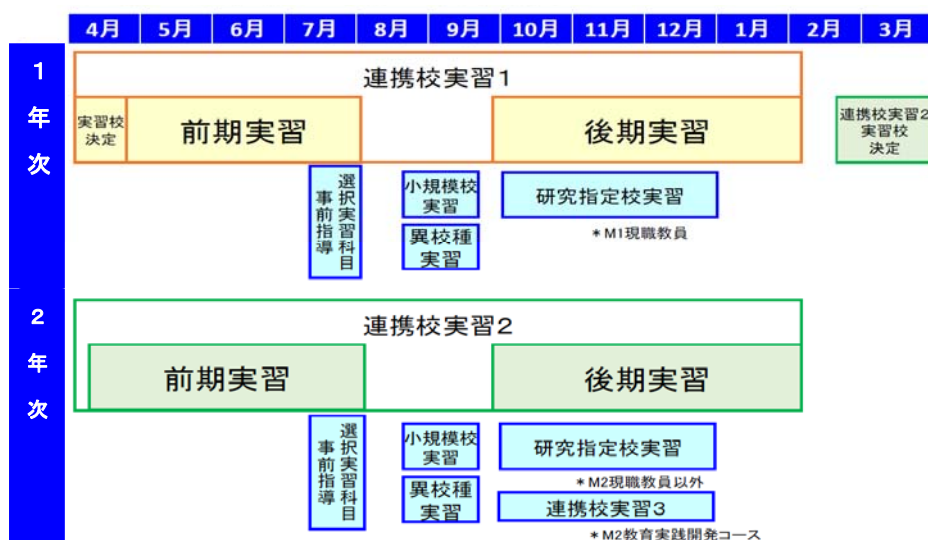 4月 5月 6月 7月 8月 9月 10月 11月 12月 1月 2月 3月
1年次
連携校実習1
実習校
決定
前期実習
後期実習
連携校実習2
実習校
決定
選択実習科目
事前指導
小規模校
実習
異校種
実習
研究指定校実習
*M1現職教員
2年次
連携校実習2
前期実習
後期実習
選択実習科目
事前指導
小規模校
実習
異校種
実習
研究指定校実習
*M2現職教員以外
連携校実習3
*M2教育実践開発コース